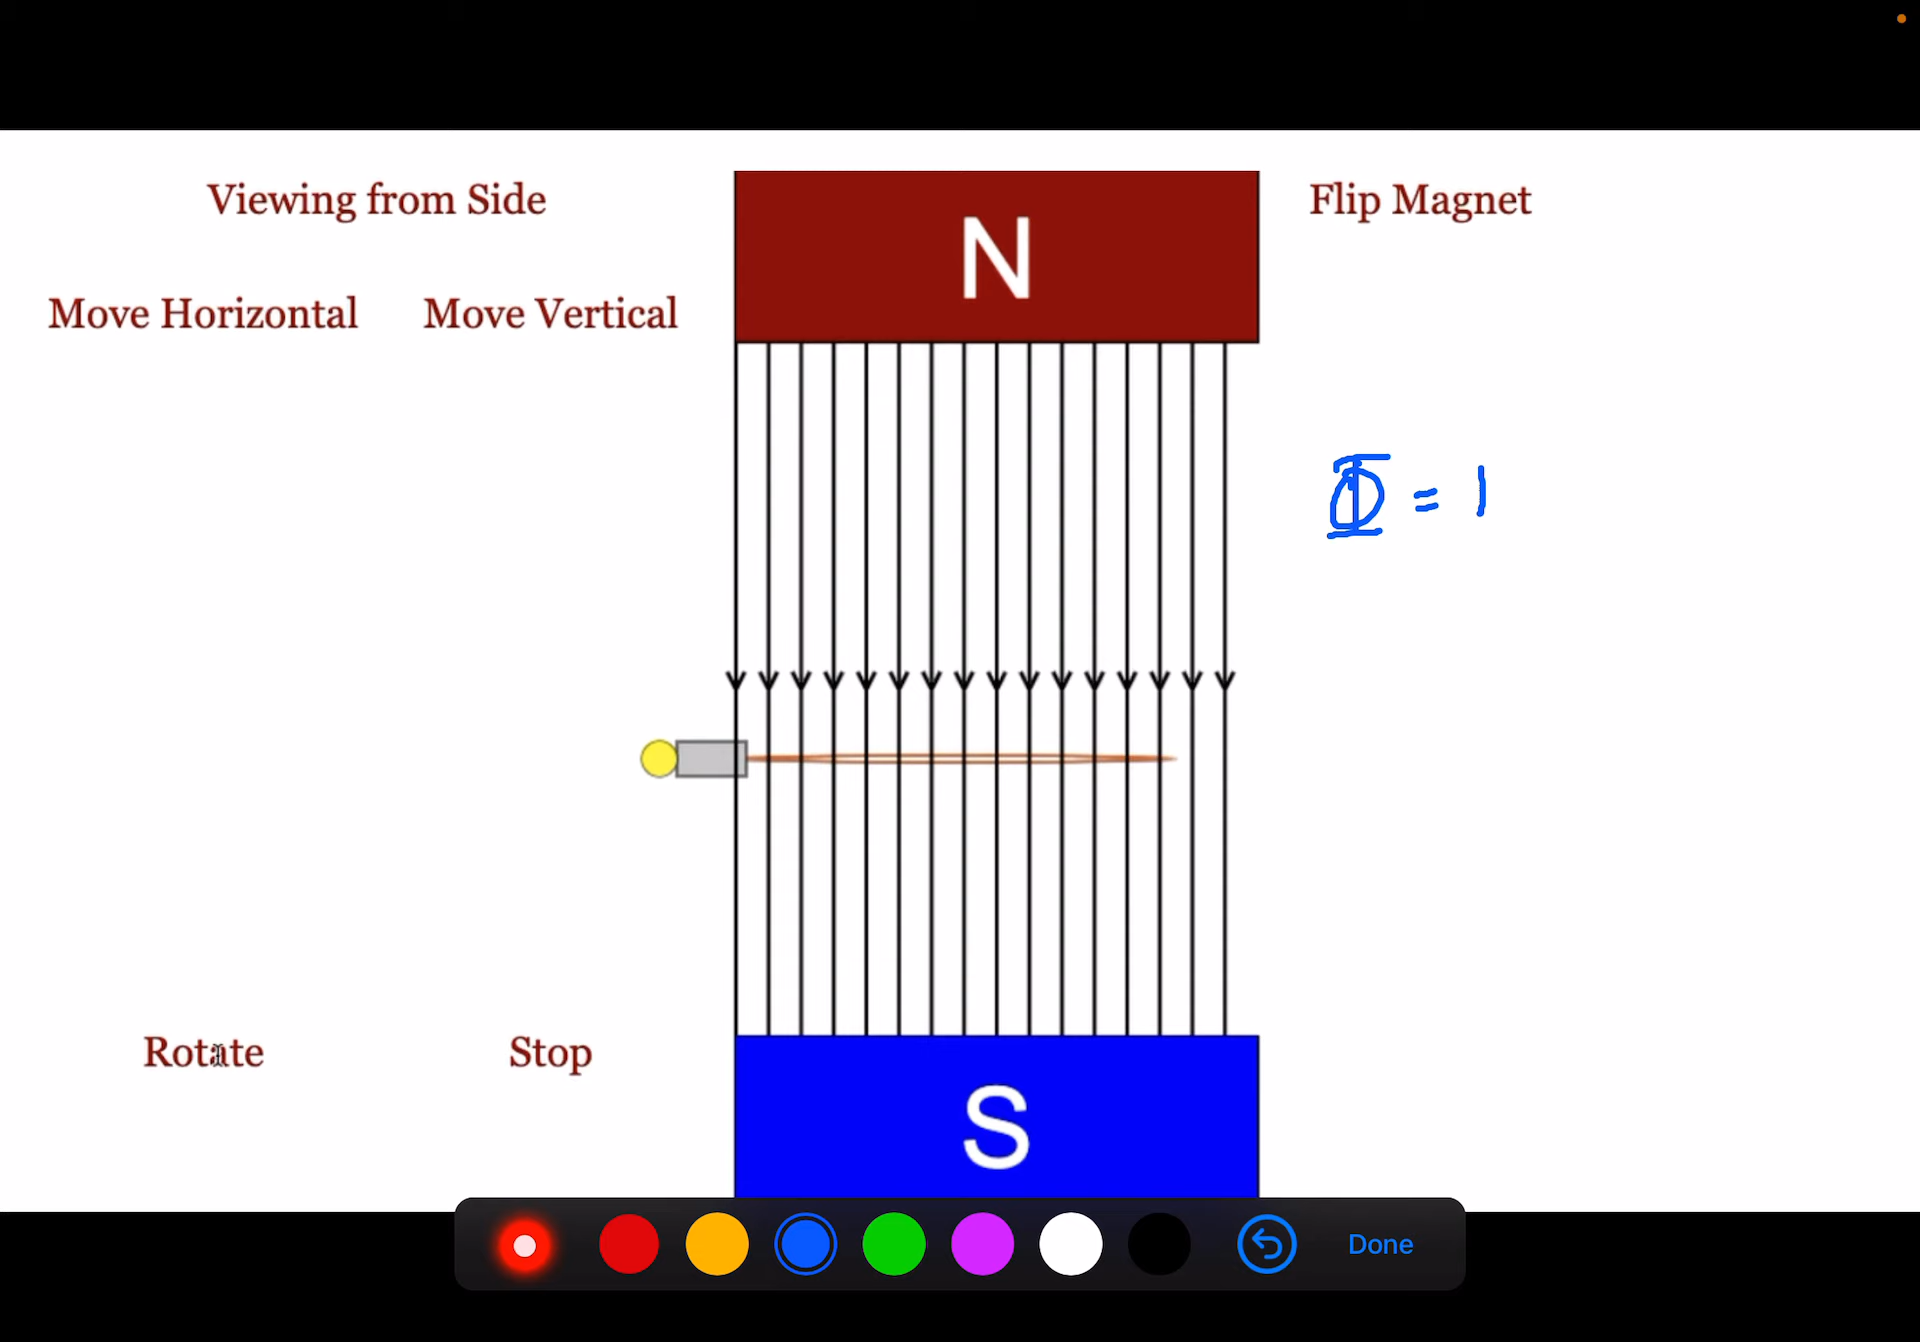 Viewing from Side
N
Flip Magnet
Move Horizontal
Move Vertical
Φ = 1
Rotate
Stop
S
Done